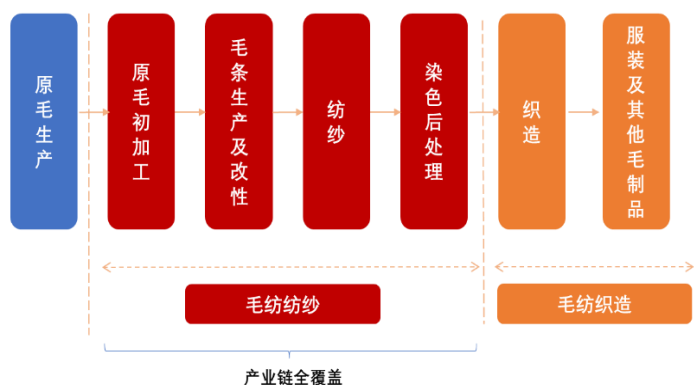 原毛生产
原毛初加工
毛条生产及改性
纺纱
染色后处理
织造
服装及其他毛制品
毛纺纺纱
毛纺织造
产业链全覆盖